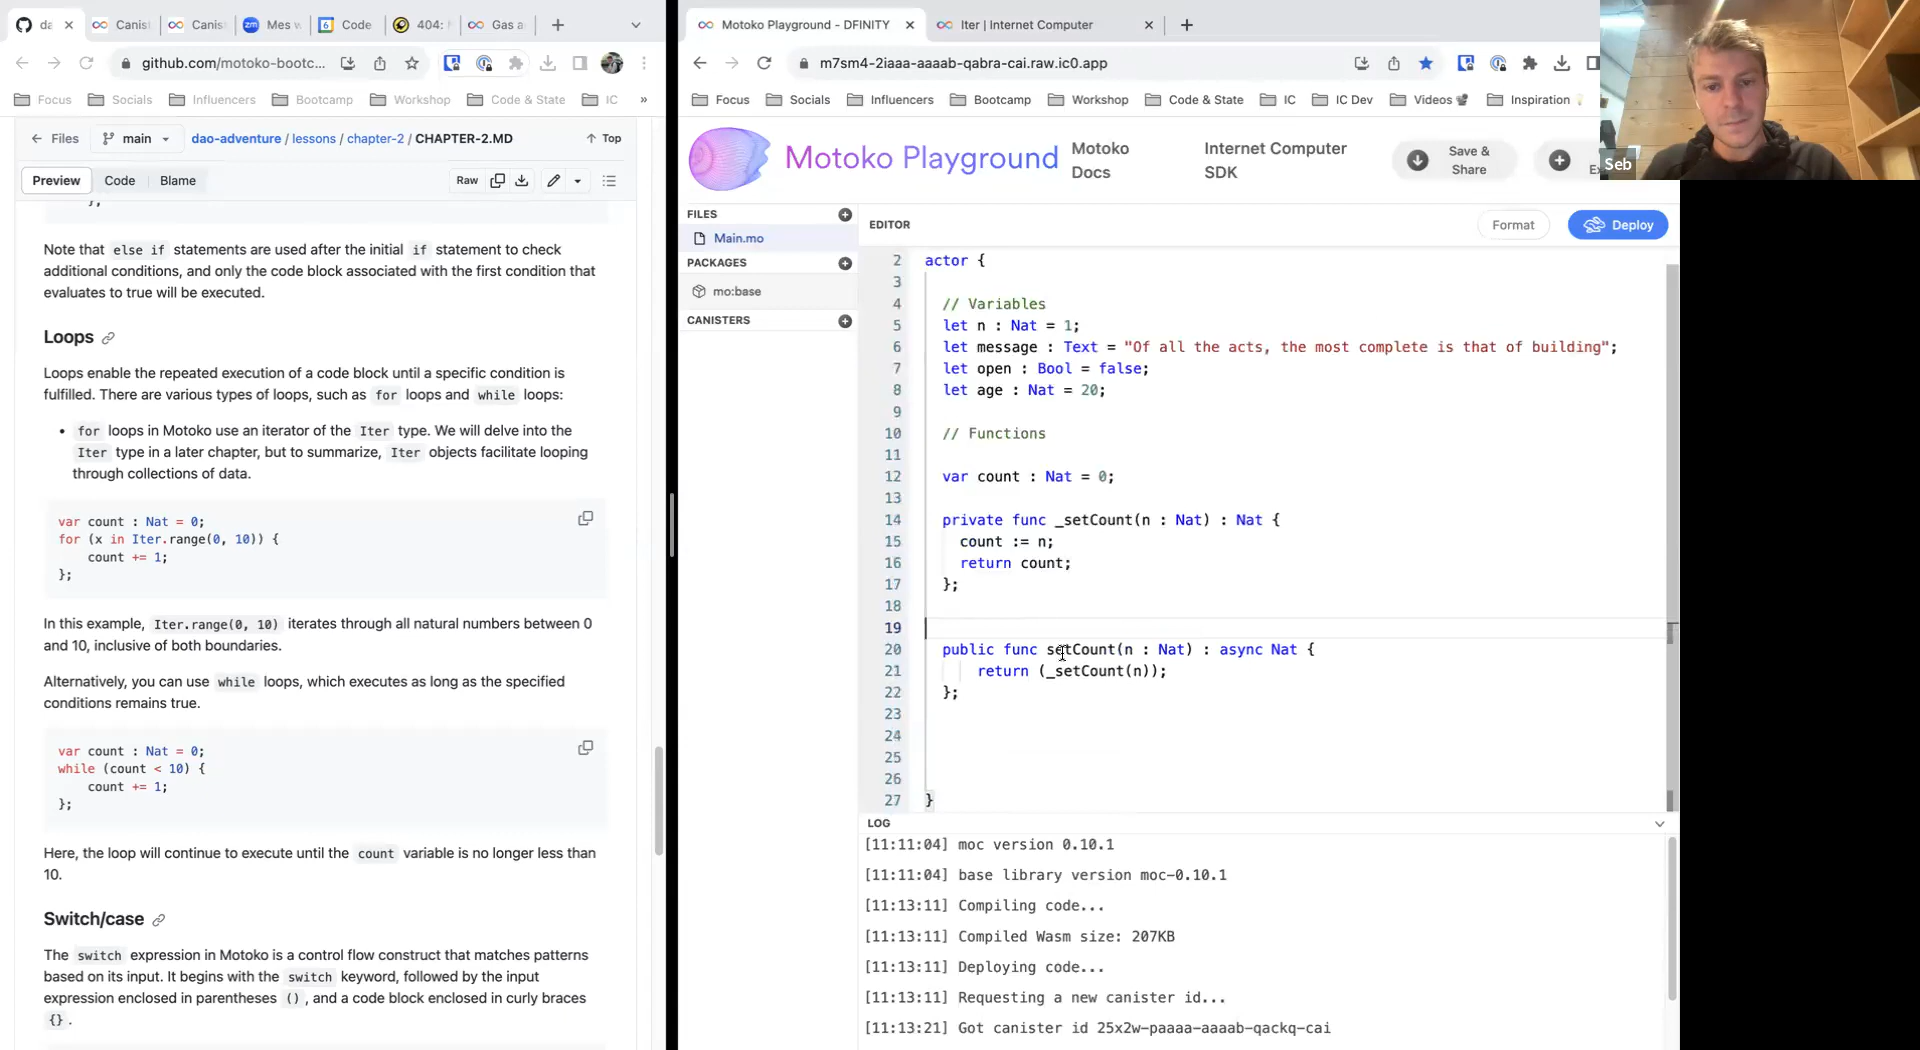 da
Canist
Canist
Mes w
Code
404:
Gas a
github.com/motoko-bootc...
Focus
Socials
Influencers
Bootcamp
Workshop
Code & State
IC
»
Files
main
dao-adventure / lessons / chapter-2 / CHAPTER-2.MD
Top
Preview
Code
Blame
Raw
};
Note that else if statements are used after the initial if statement to check
additional conditions, and only the code block associated with the first condition that
evaluates to true will be executed.
Loops
Loops enable the repeated execution of a code block until a specific condition is
fulfilled. There are various types of loops, such as for loops and while loops:
• for loops in Motoko use an iterator of the Iter type. We will delve into the
Iter type in a later chapter, but to summarize, Iter objects facilitate looping
through collections of data.
var count : Nat = 0;
for (x in Iter.range(0, 10)) {
count += 1;
};
In this example, Iter.range(0, 10) iterates through all natural numbers between 0
and 10, inclusive of both boundaries.
Alternatively, you can use while loops, which executes as long as the specified
conditions remains true.
var count : Nat = 0;
while (count < 10) {
count += 1;
};
Here, the loop will continue to execute until the count variable is no longer less than
10.
Switch/case
The switch expression in Motoko is a control flow construct that matches patterns
based on its input. It begins with the switch keyword, followed by the input
expression enclosed in parentheses (), and a code block enclosed in curly braces
{}.
Motoko Playground - DFINITY
Iter | Internet Computer
m7sm4-2iaaa-aaaab-qabra-cai.raw.ic0.app
Focus
Socials
Influencers
Bootcamp
Workshop
Code & State
IC
IC Dev
Videos
Inspiration
Motoko Playground
Motoko
Docs
Internet Computer
SDK
Save &
Share
Seb
FILES
Main.mo
PACKAGES
mo:base
CANISTERS
EDITOR
Format
Deploy
2 actor {
3
4 // Variables
5 let n : Nat = 1;
6 let message : Text = "Of all the acts, the most complete is that of building";
7 let open : Bool = false;
8 let age : Nat = 20;
9
10 // Functions
11
12 var count : Nat = 0;
13
14 private func _setCount(n : Nat) : Nat {
15 count := n;
16 return count;
17 };
18
19
20 public func setCount(n : Nat) : async Nat {
21 return (_setCount(n));
22 };
23
24
25
26
27 }
LOG
[11:11:04] moc version 0.10.1
[11:11:04] base library version moc-0.10.1
[11:13:11] Compiling code...
[11:13:11] Compiled Wasm size: 207KB
[11:13:11] Deploying code...
[11:13:11] Requesting a new canister id...
[11:13:21] Got canister id 25x2w-paaaa-aaaab-qackq-cai